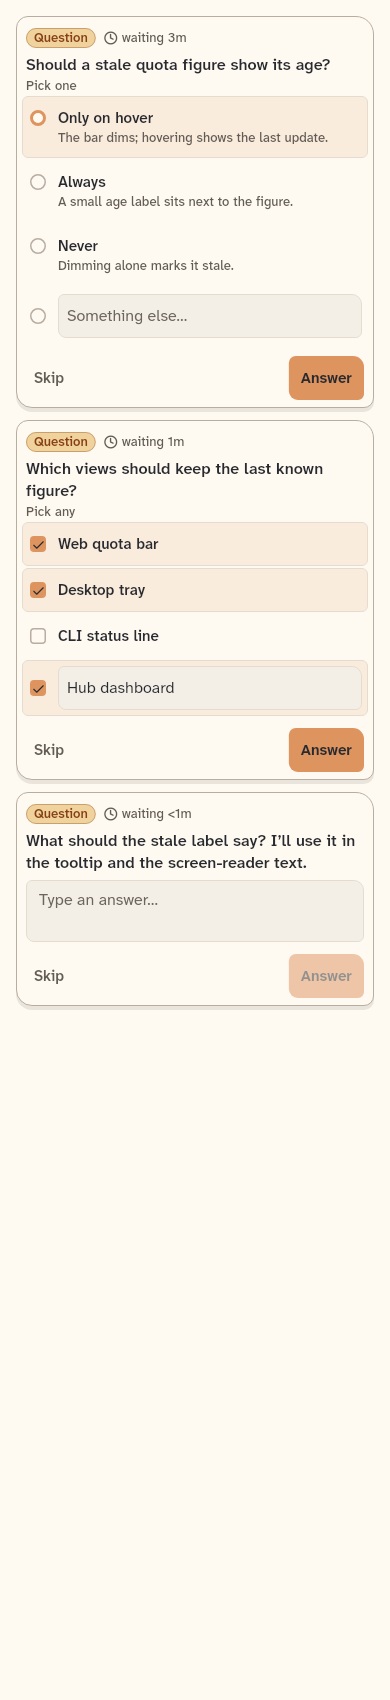 Question waiting 3m
Should a stale quota figure show its age?
Pick one
Only on hover
The bar dims; hovering shows the last update.
Always
A small age label sits next to the figure.
Never
Dimming alone marks it stale.
Something else...
Skip Answer
Question waiting 1m
Which views should keep the last known
figure?
Pick any
Web quota bar
Desktop tray
CLI status line
Hub dashboard
Skip Answer
Question waiting <1m
What should the stale label say? I’ll use it in
the tooltip and the screen-reader text.
Type an answer...
Skip Answer